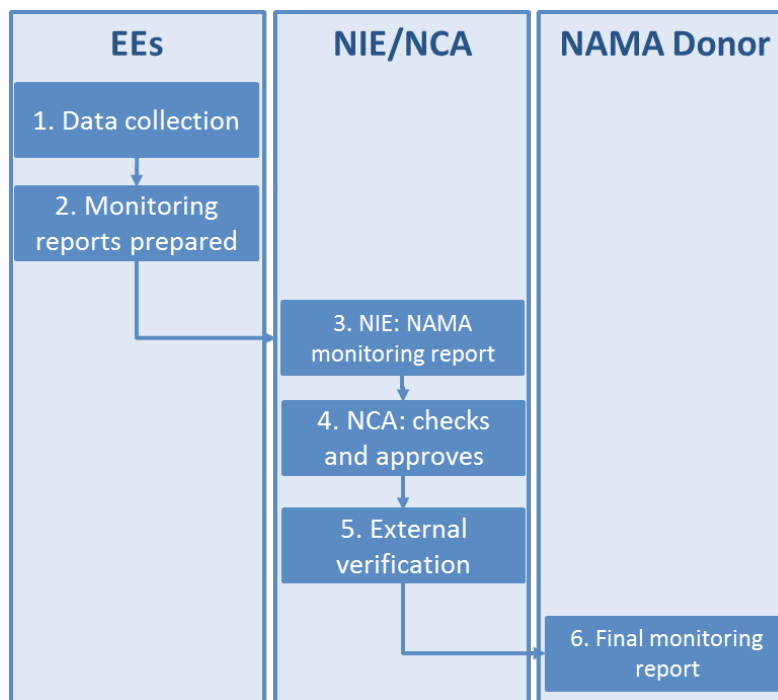 EEs
NIE/NCA
NAMA Donor
1. Data collection
2. Monitoring
reports prepared
3. NIE: NAMA
monitoring report
4. NCA: checks
and approves
5. External
verification
6. Final monitoring
report